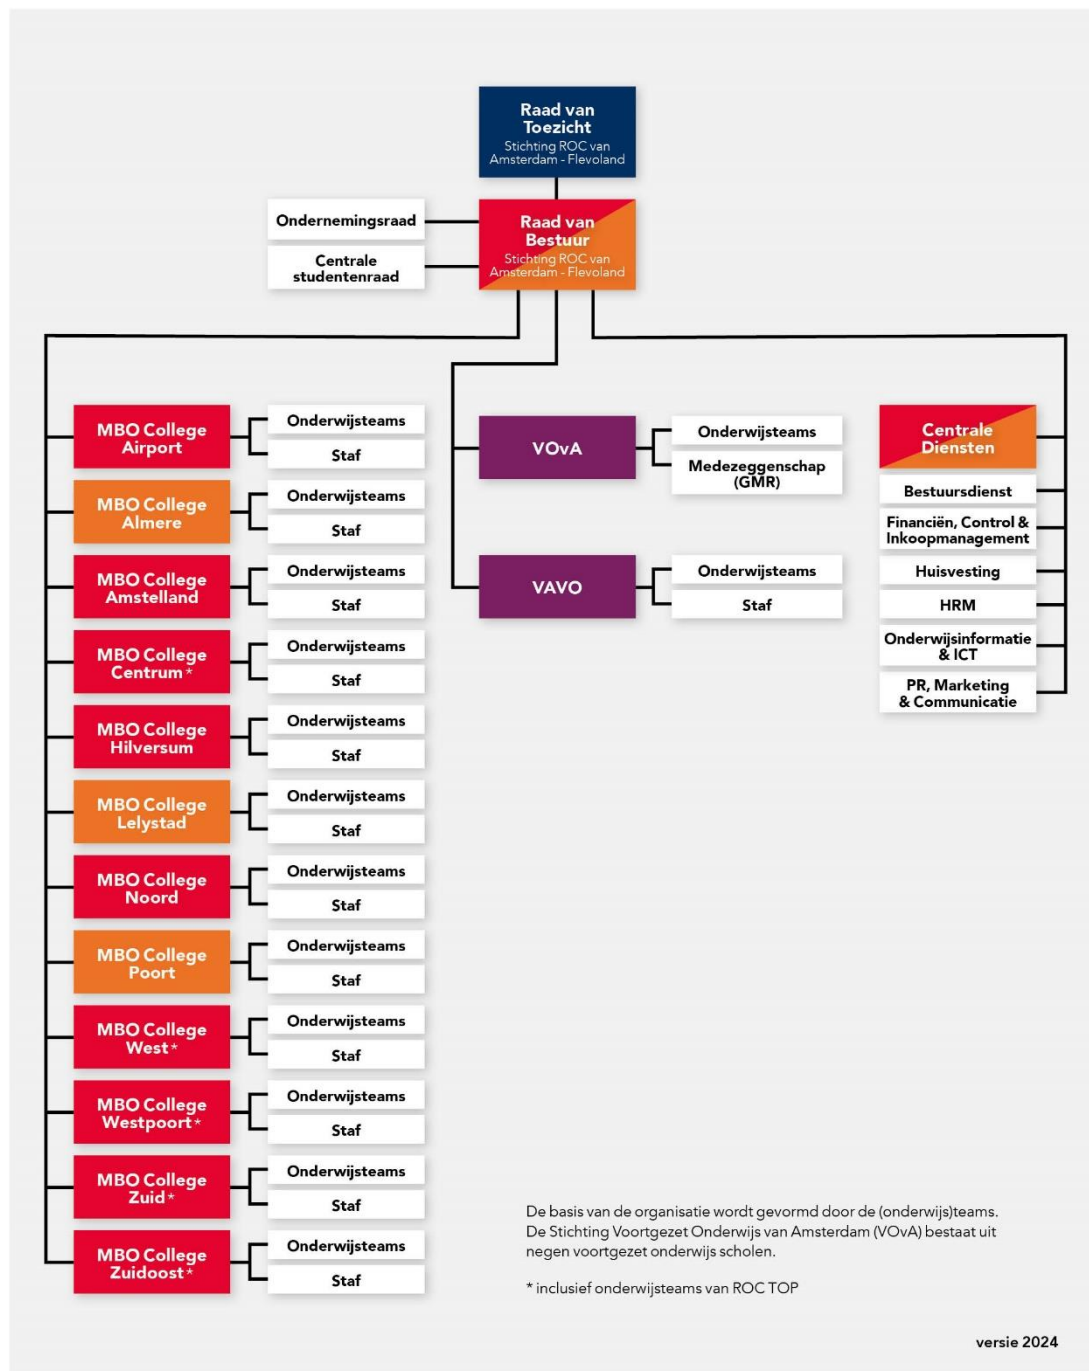 Raad van
Toezicht
Stichting ROC van
Amsterdam - Flevoland
Ondernemingsraad
Centrale
studentenraad
Raad van
Bestuur
Stichting ROC van
Amsterdam - Flevoland
MBO College
Airport
Onderwijsteams
Staf
MBO College
Almere
Onderwijsteams
Staf
MBO College
Amstelland
Onderwijsteams
Staf
MBO College
Centrum*
Onderwijsteams
Staf
MBO College
Hilversum
Onderwijsteams
Staf
MBO College
Lelystad
Onderwijsteams
Staf
MBO College
Noord
Onderwijsteams
Staf
MBO College
Poort
Onderwijsteams
Staf
MBO College
West*
Onderwijsteams
Staf
MBO College
Westpoort*
Onderwijsteams
Staf
MBO College
Zuid*
Onderwijsteams
Staf
MBO College
Zuidoost*
Onderwijsteams
Staf
VOvA
Onderwijsteams
Medezeggenschap
(GMR)
VAVO
Onderwijsteams
Staf
Centrale
Diensten
Bestuursdienst
Financiën, Control &
Inkoopmanagement
Huisvesting
HRM
Onderwijsinformatie
& ICT
PR, Marketing
& Communicatie
De basis van de organisatie wordt gevormd door de (onderwijs)teams.
De Stichting Voortgezet Onderwijs van Amsterdam (VOvA) bestaat uit
negen voortgezet onderwijs scholen.
* inclusief onderwijsteams van ROC TOP
versie 2024